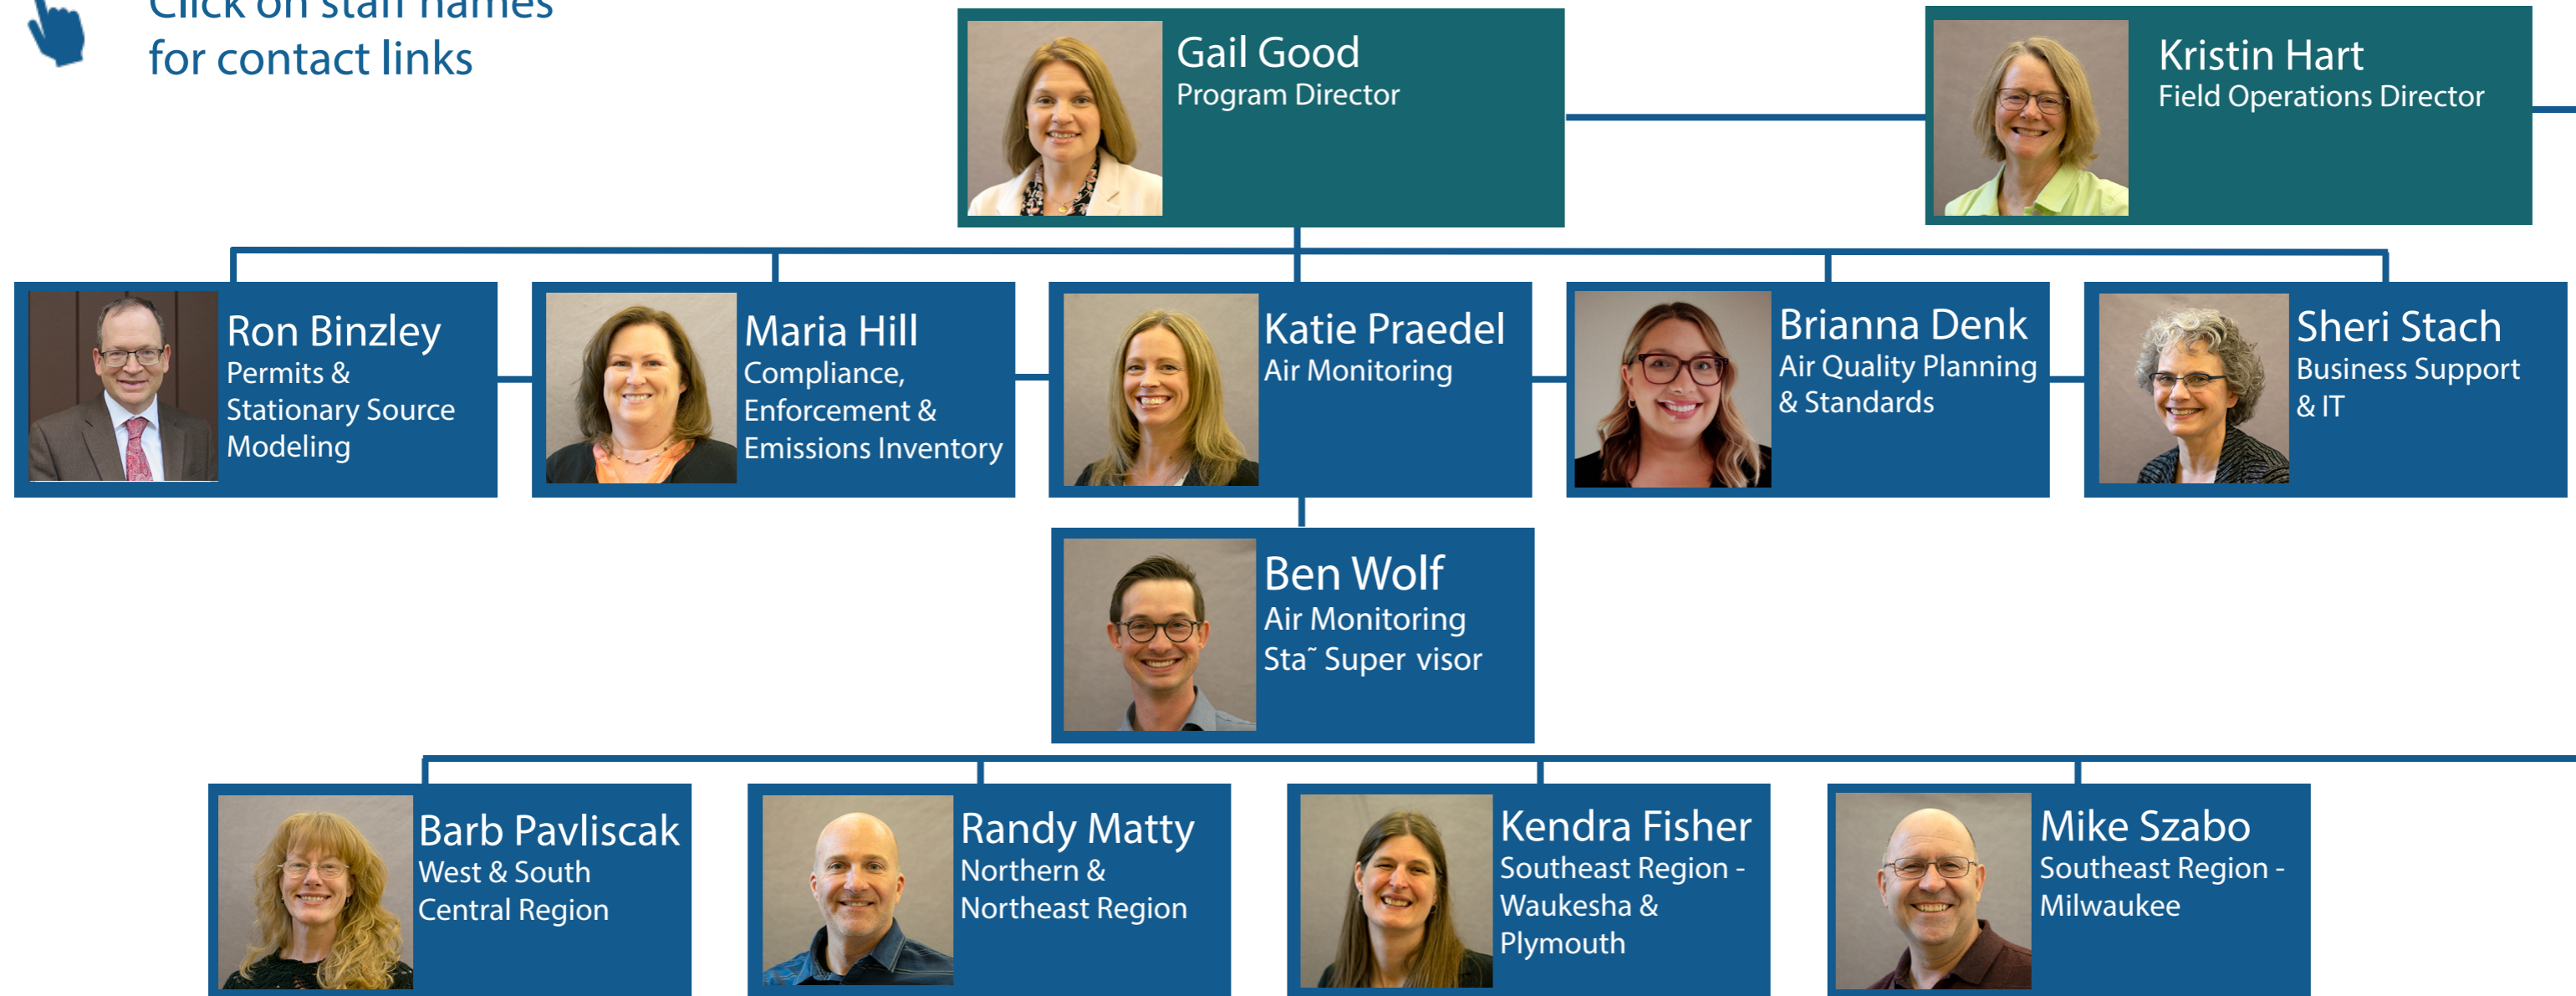 Click on staff names
for contact links
Gail Good
Program Director
Kristin Hart
Field Operations Director
Ron Binzley
Permits &
Stationary Source
Modeling
Maria Hill
Compliance,
Enforcement &
Emissions Inventory
Katie Praedel
Air Monitoring
Brianna Denk
Air Quality Planning
& Standards
Sheri Stach
Business Support
& IT
Ben Wolf
Air Monitoring
Sta˜ Super visor
Barb Pavliscak
West & South
Central Region
Randy Matty
Northern &
Northeast Region
Kendra Fisher
Southeast Region -
Waukesha &
Plymouth
Mike Szabo
Southeast Region -
Milwaukee